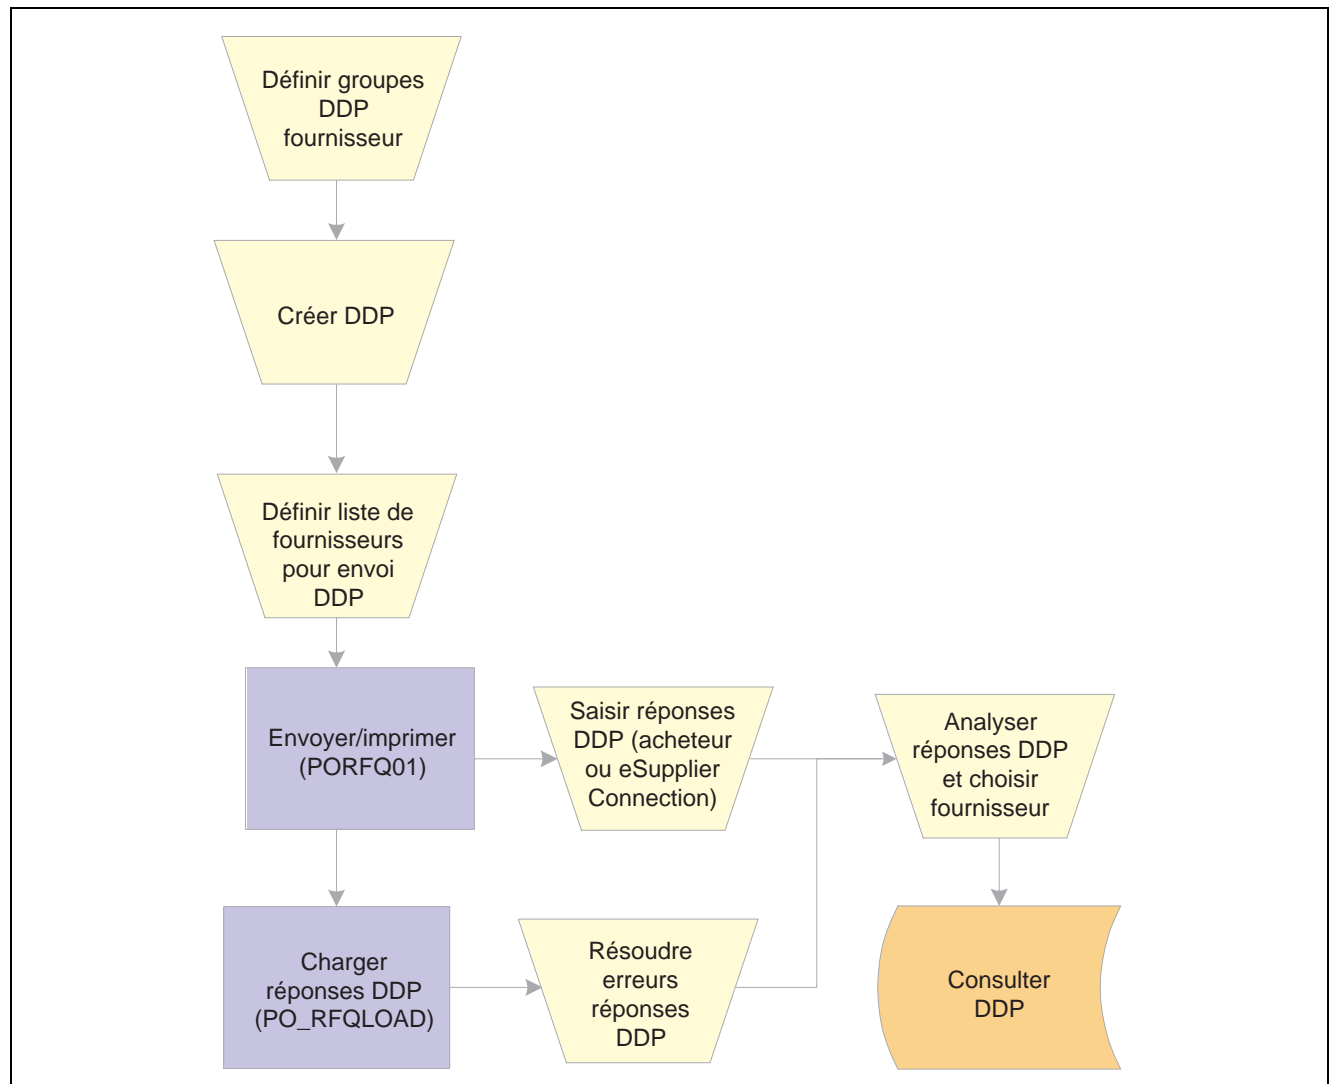 Définir groupes
DDP
fournisseur
Créer DDP
Définir liste de
fournisseurs
pour envoi
DDP
Envoyer/imprimer
(PORFQ01)
Saisir réponses
DDP (acheteur
ou eSupplier
Connection)
Analyser
réponses DDP
et choisir
fournisseur
Charger
réponses DDP
(PO_RFQLOAD)
Résoudre
erreurs
réponses
DDP
Consulter
DDP